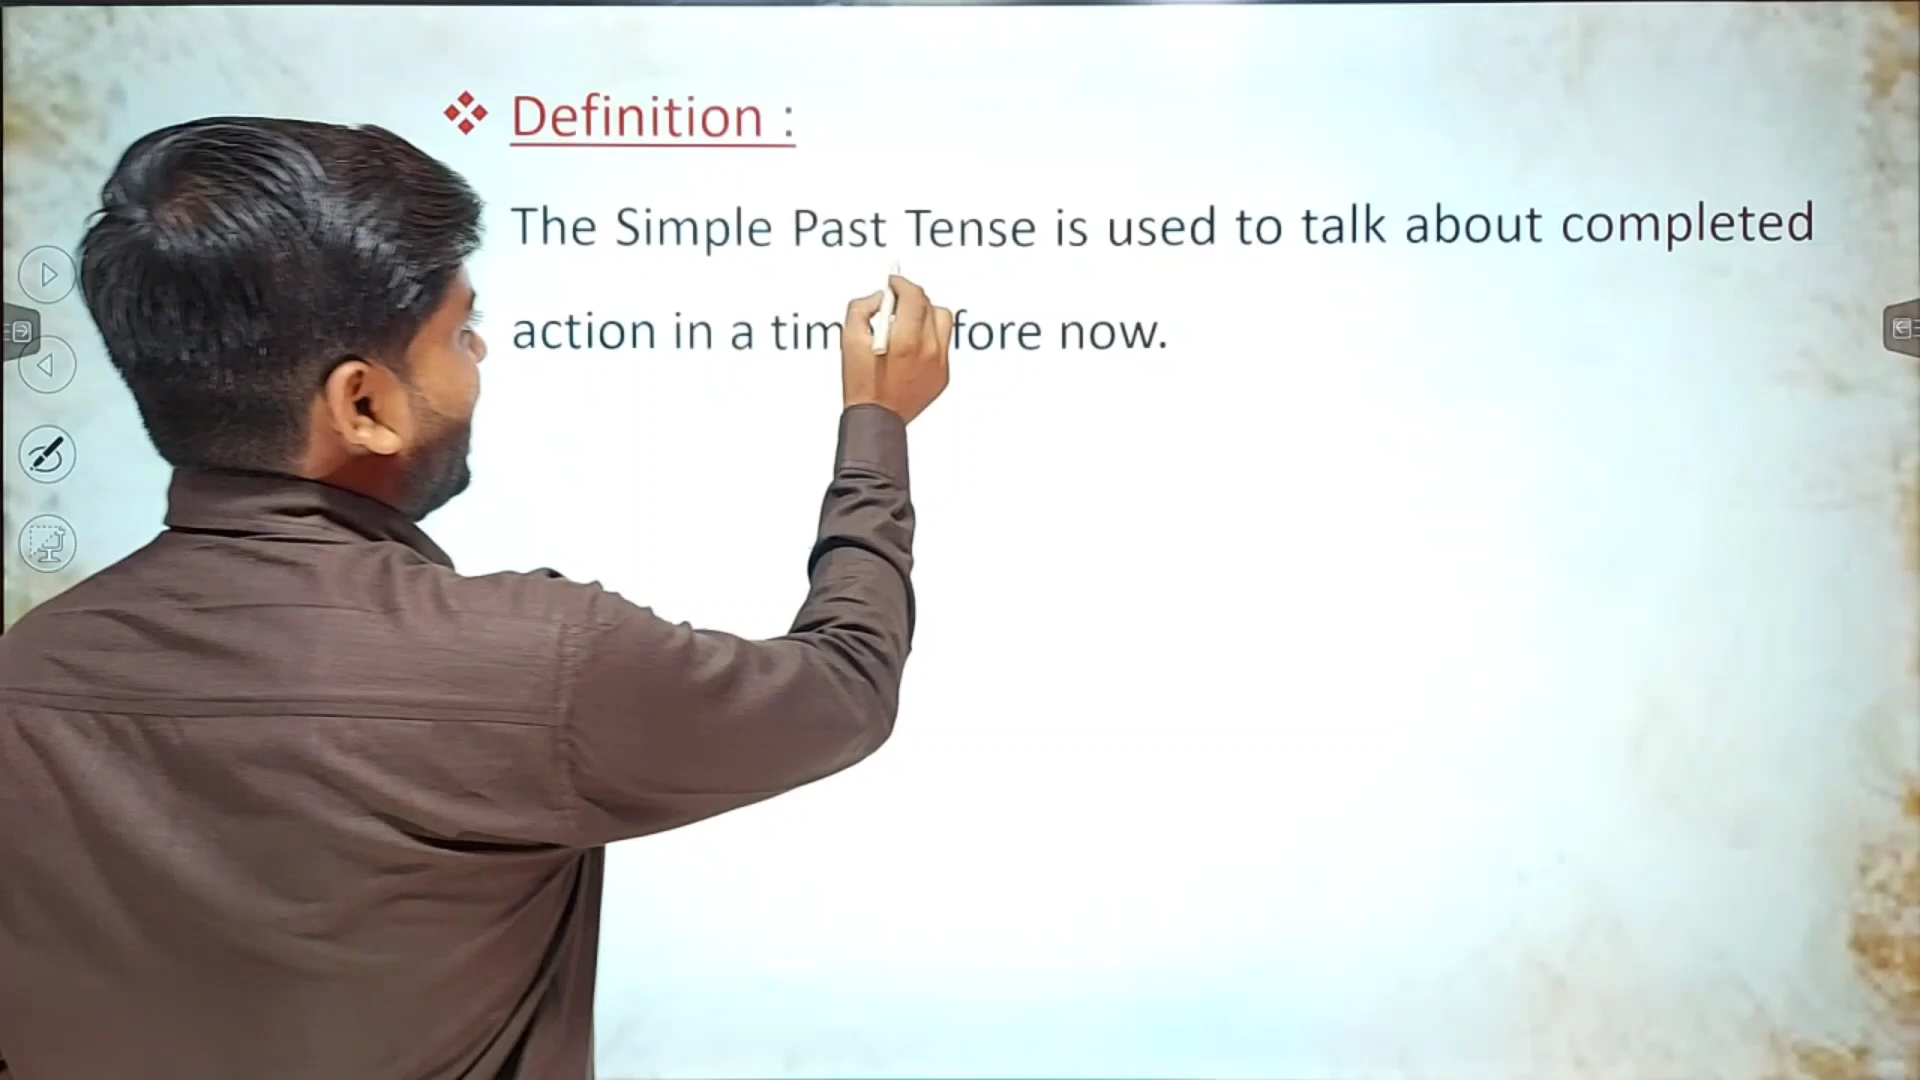 ❖ Definition :
The Simple Past Tense is used to talk about completed
action in a tim fore now.